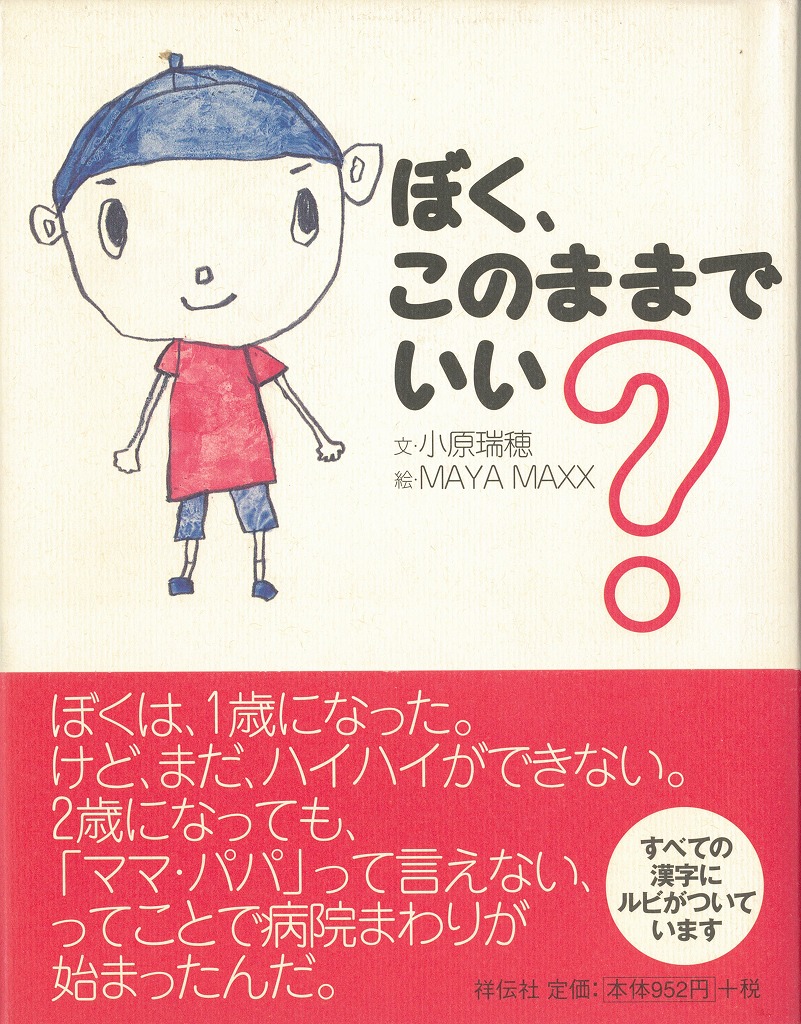 ぼく、
このままで
いい?
文・小原瑞穂
絵・MAYA MAXX
ぼくは、1歳になった。
けど、まだ、ハイハイができない。
2歳になっても、
「ママ・パパ」って言えない、
ってことで病院まわりが
始まったんだ。
すべての
漢字に
ルビがついて
います
祥伝社 定価:本体952円+税